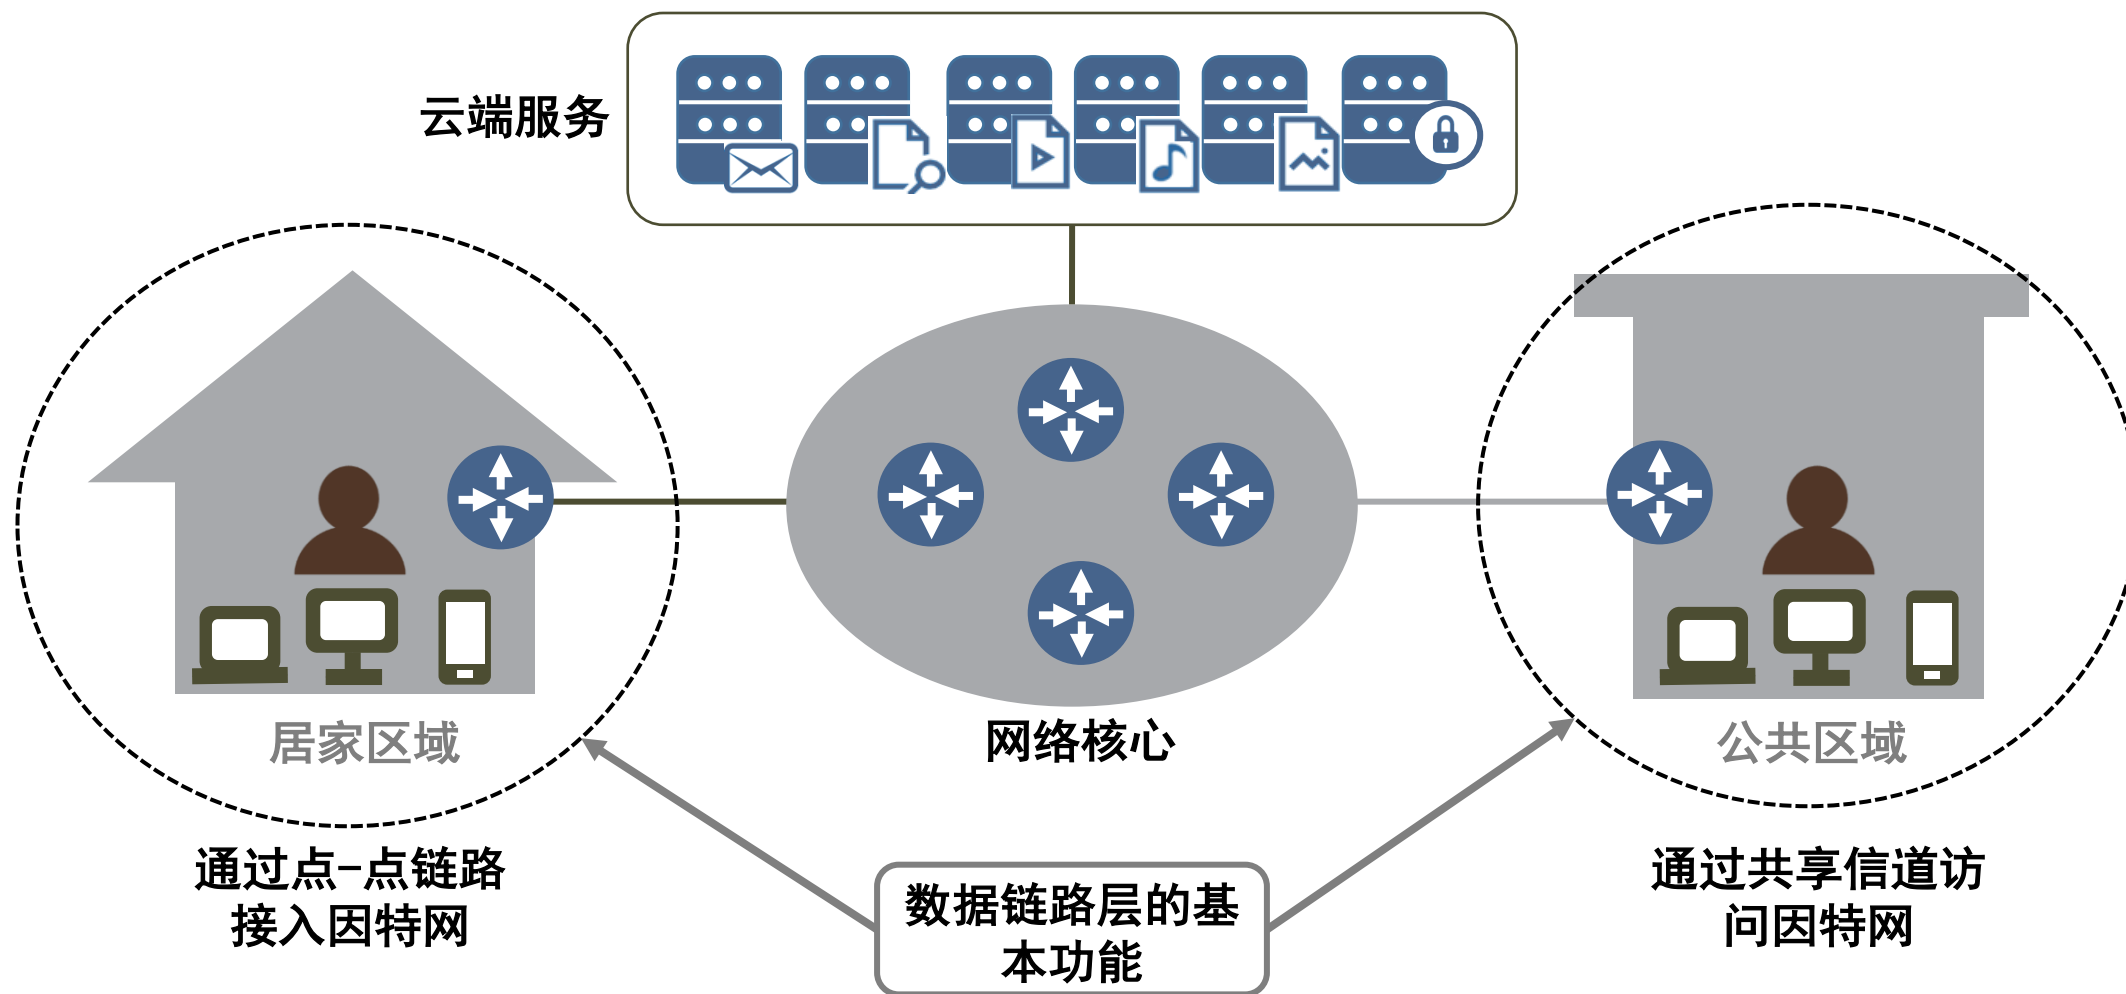 云端服务
居家区域
网络核心
公共区域
通过点-点链路
接入因特网
数据链路层的基
本功能
通过共享信道访
问因特网